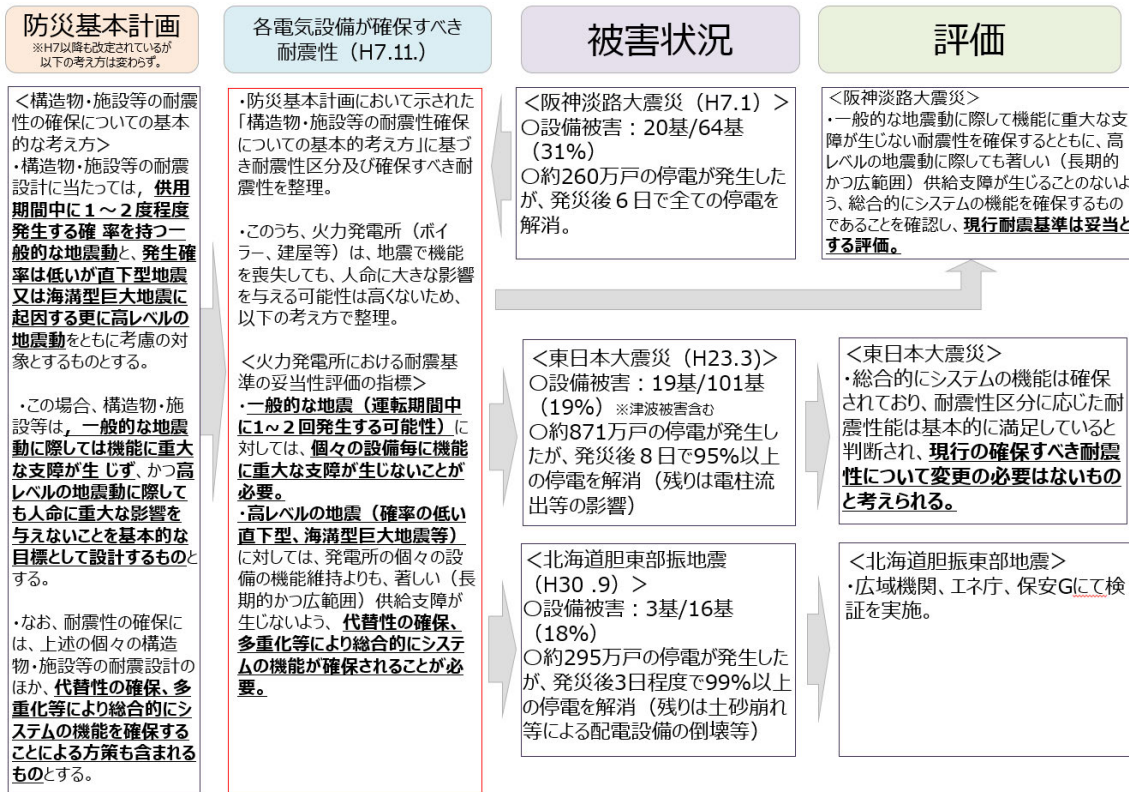 防災基本計画
※H7以降も改定されているが
以下の考え方は変わらず。
＜構造物・施設等の耐震
性の確保についての基本
的な考え方＞
・構造物・施設等の耐震
設計に当たっては，供用
期間中に１～２度程度
発生する確 率を持つ一
般的な地震動と、発生確
率は低いが直下型地震
又は海溝型巨大地震に
起因する更に高レベルの
地震動をともに考慮の対
象とするものとする。
・この場合、構造物・施
設等は，一般的な地震
動に際しては機能に重大
な支障が生 じず、かつ高
レベルの地震動に際して
も人命に重大な影響を
与えないことを基本的な
目標として設計するものと
する。
・なお、耐震性の確保に
は、上述の個々の構造
物・施設等の耐震設計の
ほか、代替性の確保、多
重化等により総合的にシ
ステムの機能を確保する
ことによる方策も含まれる
ものとする。
各電気設備が確保すべき
耐震性（H7.11.）
・防災基本計画において示された
「構造物・施設等の耐震性確保
についての基本的考え方」に基づ
き耐震性区分及び確保すべき耐
震性を整理。
・このうち、火力発電所（ボイ
ラー、建屋等）は、地震で機能
を喪失しても、人命に大きな影響
を与える可能性は高くないため、
以下の考え方で整理。
＜火力発電所における耐震基
準の妥当性評価の指標＞
・一般的な地震（運転期間中
に1～２回発生する可能性）に
対しては、個々の設備毎に機能
に重大な支障が生じないことが
必要。
・高レベルの地震（確率の低い
直下型、海溝型巨大地震等）
に対しては、発電所の個々の設
備の機能維持よりも、著しい（長
期的かつ広範囲）供給支障が
生じないよう、代替性の確保、
多重化等により総合的にシステ
ムの機能が確保されることが必
要。
被害状況
＜阪神淡路大震災（H7.1）＞
〇設備被害：20基/64基
（31%）
〇約260万戸の停電が発生した
が、発災後６日で全ての停電を
解消。
＜東日本大震災（H23.3)＞
〇設備被害：19基/101基
（19%）※津波被害含む
〇約871万戸の停電が発生し
たが、発災後８日で95%以上
の停電を解消（残りは電柱流
出等の影響）
＜北海道胆東部振地震
（H30 .9）＞
〇設備被害：3基/16基
（18%）
〇約295万戸の停電が発生した
が、発災後3日程度で99%以上
の停電を解消（残りは土砂崩れ
等による配電設備の倒壊等）
評価
＜阪神淡路大震災＞
・一般的な地震動に際して機能に重大な支
障が生じない耐震性を確保するとともに、高
レベルの地震動に際しても著しい（長期的
かつ広範囲）供給支障が生じることのないよ
う、総合的にシステムの機能を確保するもの
であることを確認し、現行耐震基準は妥当と
する評価。
＜東日本大震災＞
・総合的にシステムの機能は確保
されており、耐震性区分に応じた耐
震性能は基本的に満足していると
判断され、現行の確保すべき耐震
性について変更の必要はないもの
と考えられる。
＜北海道胆振東部地震＞
・広域機関、エネ庁、保安Gにて検
証を実施。